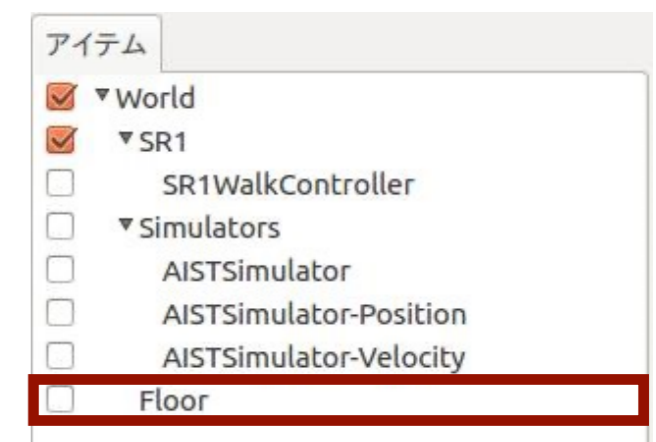 アイテム
World
SR1
SR1WalkController
Simulators
AISTSimulator
AISTSimulator-Position
AISTSimulator-Velocity
Floor